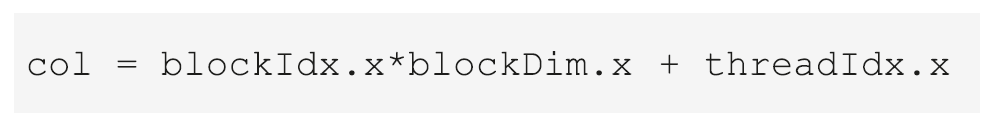 col = blockIdx.x*blockDim.x + threadIdx.x